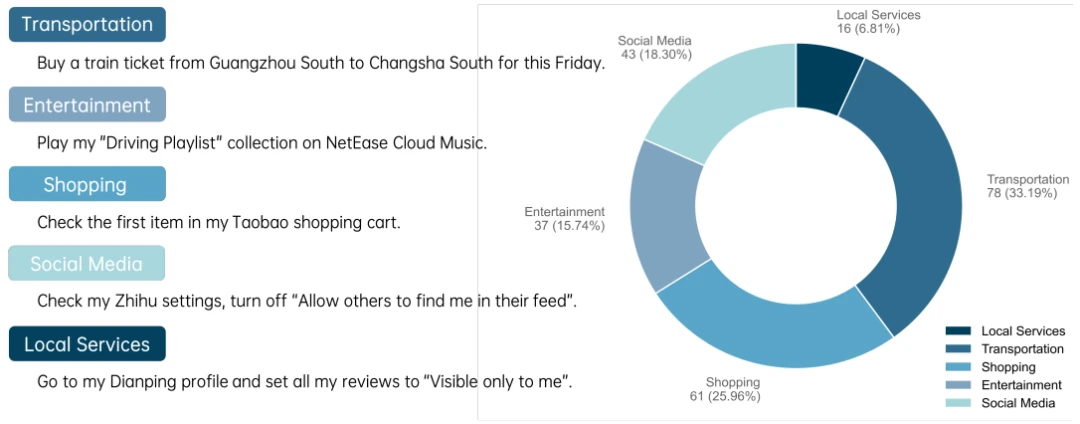 Transportation
Buy a train ticket from Guangzhou South to Changsha South for this Friday.
Entertainment
Play my "Driving Playlist" collection on NetEase Cloud Music.
Shopping
Check the first item in my Taobao shopping cart.
Social Media
Check my Zhihu settings, turn off “Allow others to find me in their feed”.
Local Services
Go to my Dianping profile and set all my reviews to “Visible only to me”.
Local Services
16 (6.81%)
Social Media
43 (18.30%)
Transportation
78 (33.19%)
Entertainment
37 (15.74%)
Shopping
61 (25.96%)
Local Services
Transportation
Shopping
Entertainment
Social Media